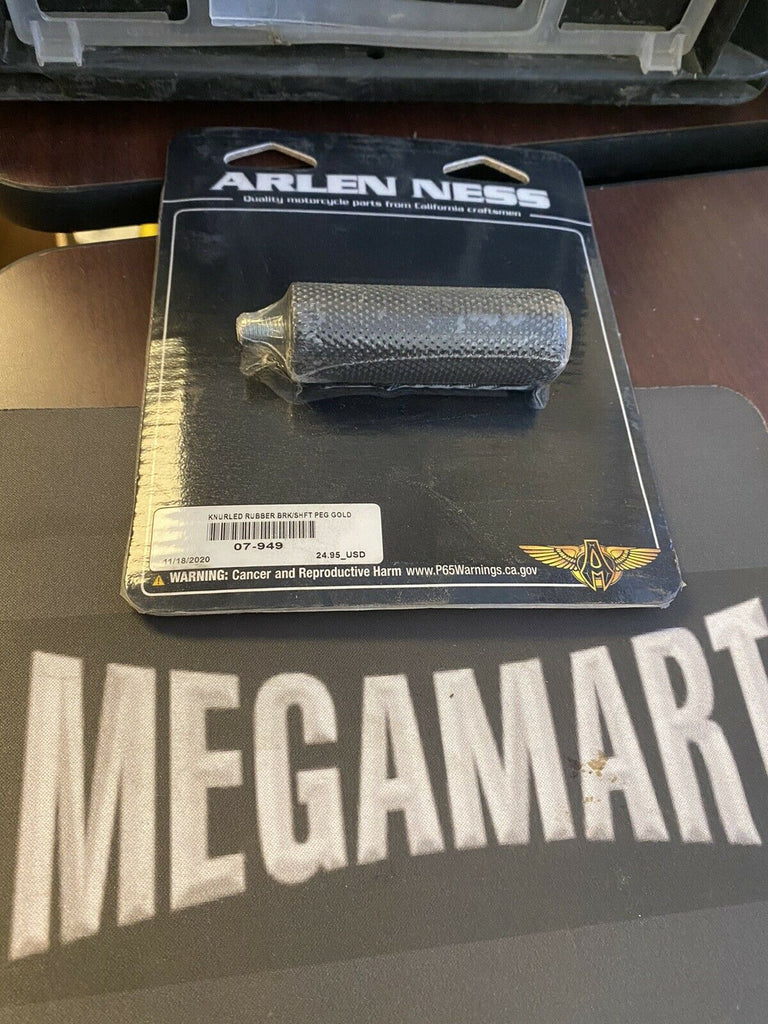 ARLEN NESS
Quality motorcycle parts from California craftsmen
KNURLED RUBBER BRK/SHFT PEG GOLD
07-949
11/18/2020 24.95_USD
WARNING: Cancer and Reproductive Harm www.P65Warnings.ca.gov
MEGAMART